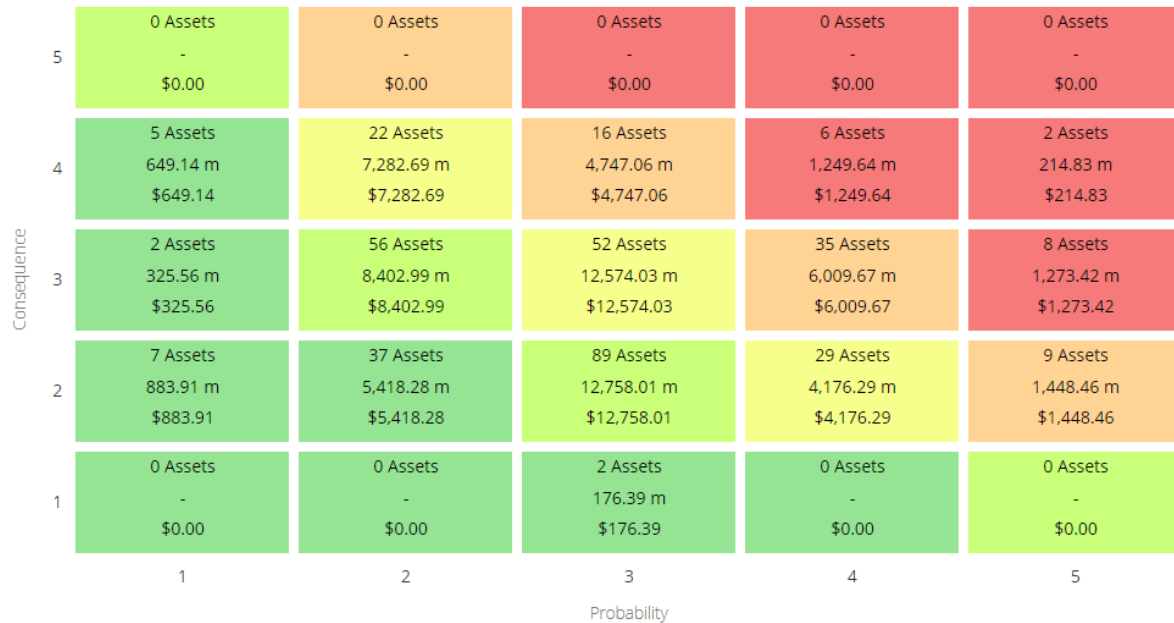 0 Assets
-
$0.00
0 Assets
-
$0.00
0 Assets
-
$0.00
0 Assets
-
$0.00
0 Assets
-
$0.00
5
5 Assets
649.14 m
$649.14
22 Assets
7,282.69 m
$7,282.69
16 Assets
4,747.06 m
$4,747.06
6 Assets
1,249.64 m
$1,249.64
2 Assets
214.83 m
$214.83
4
2 Assets
325.56 m
$325.56
56 Assets
8,402.99 m
$8,402.99
52 Assets
12,574.03 m
$12,574.03
35 Assets
6,009.67 m
$6,009.67
8 Assets
1,273.42 m
$1,273.42
3
Consequence
7 Assets
883.91 m
$883.91
37 Assets
5,418.28 m
$5,418.28
89 Assets
12,758.01 m
$12,758.01
29 Assets
4,176.29 m
$4,176.29
9 Assets
1,448.46 m
$1,448.46
2
0 Assets
-
$0.00
0 Assets
-
$0.00
2 Assets
176.39 m
$176.39
0 Assets
-
$0.00
0 Assets
-
$0.00
1
1
2
3
4
5
Probability